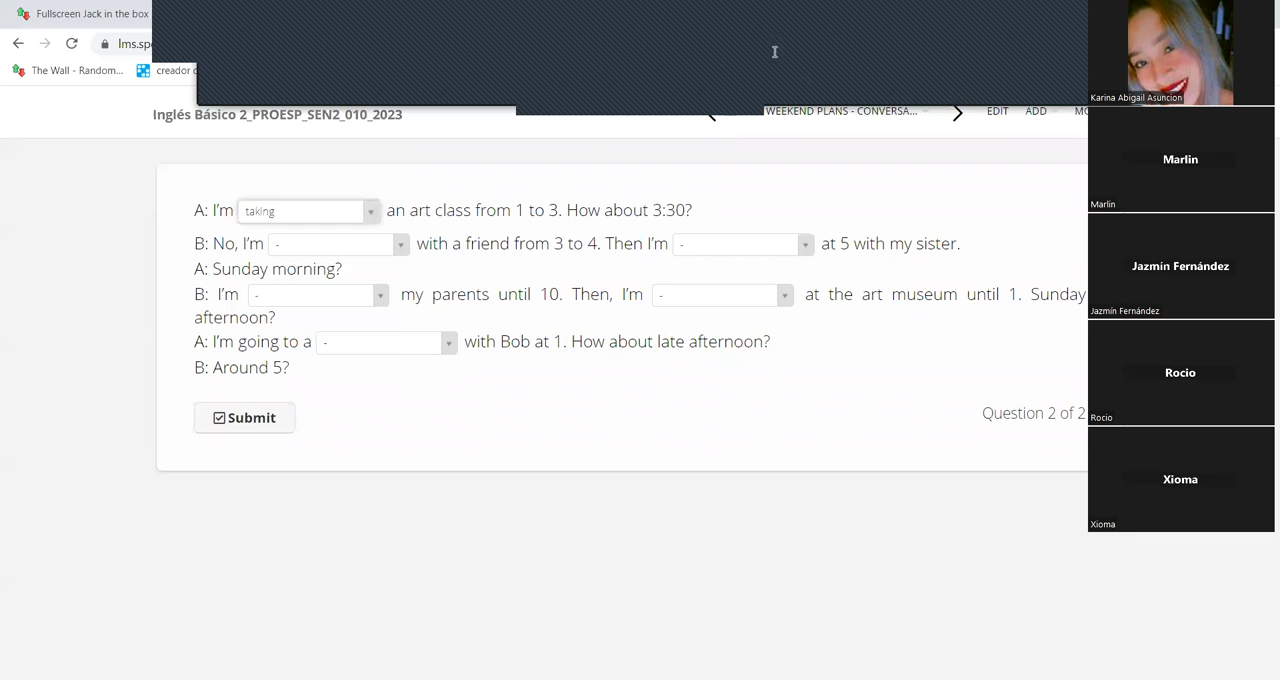 Fullscreen Jack in the box
lms.spe
The Wall - Random...
creador
Inglés Básico 2_PROESP_SEN2_010_2023
WEEKEND PLANS - CONVERSA...
EDIT
ADD
A: I'm taking an art class from 1 to 3. How about 3:30?
B: No, I'm - with a friend from 3 to 4. Then I'm - at 5 with my sister.
A: Sunday morning?
B: I'm - my parents until 10. Then, I'm - at the art museum until 1. Sunday
afternoon?
A: I'm going to a - with Bob at 1. How about late afternoon?
B: Around 5?
Submit
Question 2 of 2
Karina Abigail Asuncion
Marlin
Marlin
Jazmín Fernández
Jazmín Fernández
Rocio
Rocio
Xioma
Xioma